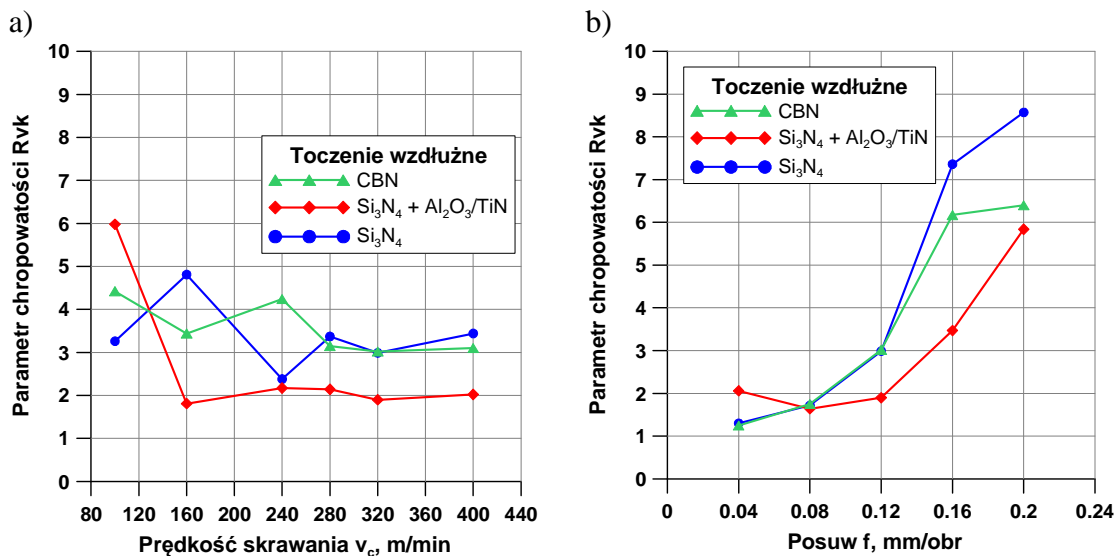 a)
10
9
8
7
6
5
4
3
2
1
0
Parametr chropowatości Rvk
Toczenie wzdłużne
CBN
Si₃N₄ + Al₂O₃/TiN
Si₃N₄
80 120 160 200 240 280 320 360 400 440
Prędkość skrawania v꜀, m/min
b)
10
9
8
7
6
5
4
3
2
1
0
Parametr chropowatości Rvk
Toczenie wzdłużne
CBN
Si₃N₄ + Al₂O₃/TiN
Si₃N₄
0 0.04 0.08 0.12 0.16 0.2 0.24
Posuw f, mm/obr